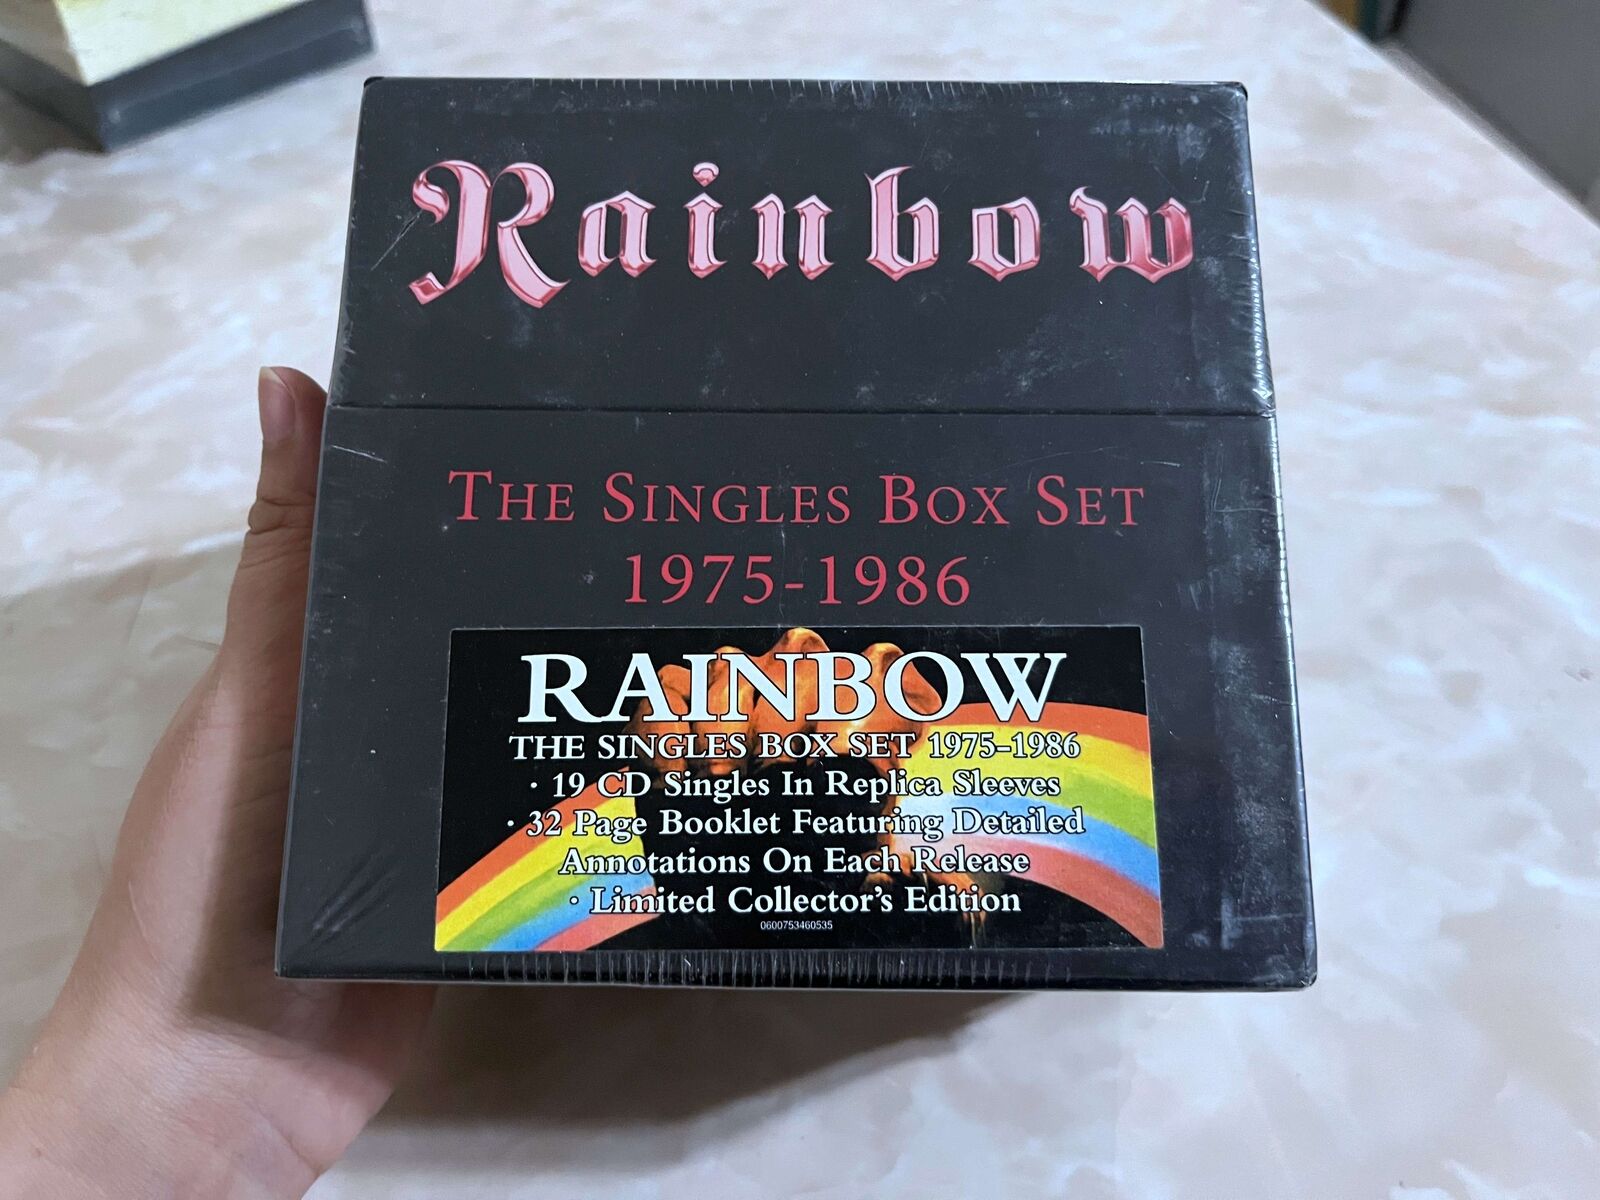 Rainbow
THE SINGLES BOX SET
1975-1986
RAINBOW
THE SINGLES BOX SET 1975-1986
· 19 CD Singles In Replica Sleeves
· 32 Page Booklet Featuring Detailed
Annotations On Each Release
· Limited Collector's Edition
0600753460535